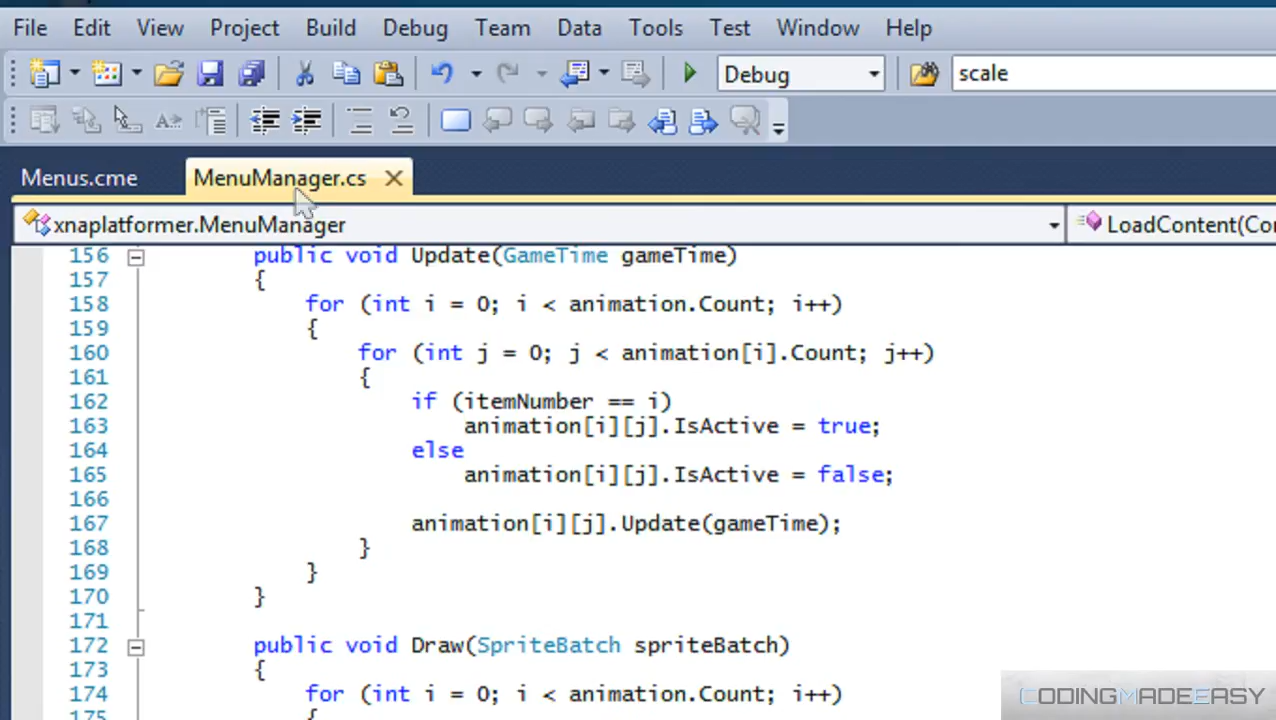 File Edit View Project Build Debug Team Data Tools Test Window Help
Debug scale
Menus.cme MenuManager.cs
xnaplatformer.MenuManager LoadContent(Co
156 public void Update(GameTime gameTime)
157 {
158 for (int i = 0; i < animation.Count; i++)
159 {
160 for (int j = 0; j < animation[i].Count; j++)
161 {
162 if (itemNumber == i)
163 animation[i][j].IsActive = true;
164 else
165 animation[i][j].IsActive = false;
166
167 animation[i][j].Update(gameTime);
168 }
169 }
170 }
171
172 public void Draw(SpriteBatch spriteBatch)
173 {
174 for (int i = 0; i < animation.Count; i++)
175 {
CODINGMADEEASY